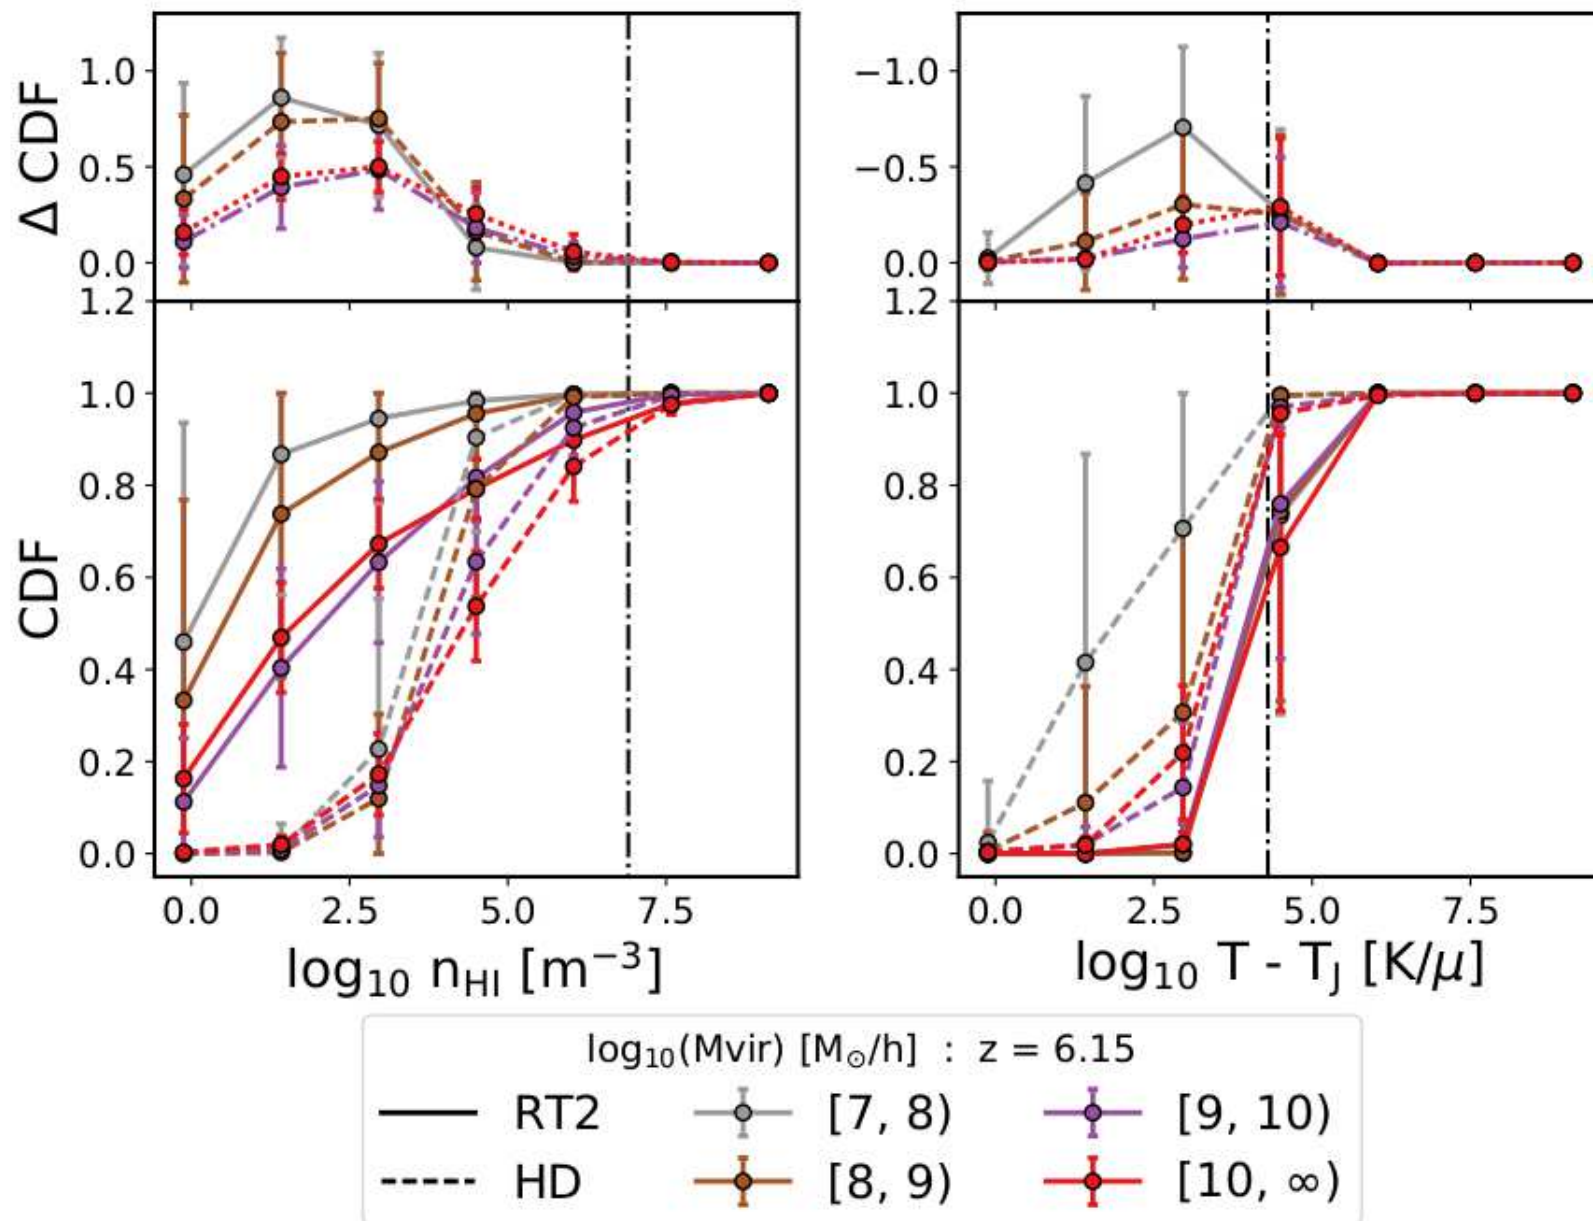 Δ CDF
1.0
0.5
0.0
−1.0
−0.5
0.0
CDF
1.2
1.0
0.8
0.6
0.4
0.2
0.0
1.2
1.0
0.8
0.6
0.4
0.2
0.0
0.0 2.5 5.0 7.5
0.0 2.5 5.0 7.5
log₁₀ n_HI [m⁻³]
log₁₀ T - T_J [K/μ]
log₁₀(Mvir) [M⊙/h] : z = 6.15
RT2 [7, 8) [9, 10)
HD [8, 9) [10, ∞)